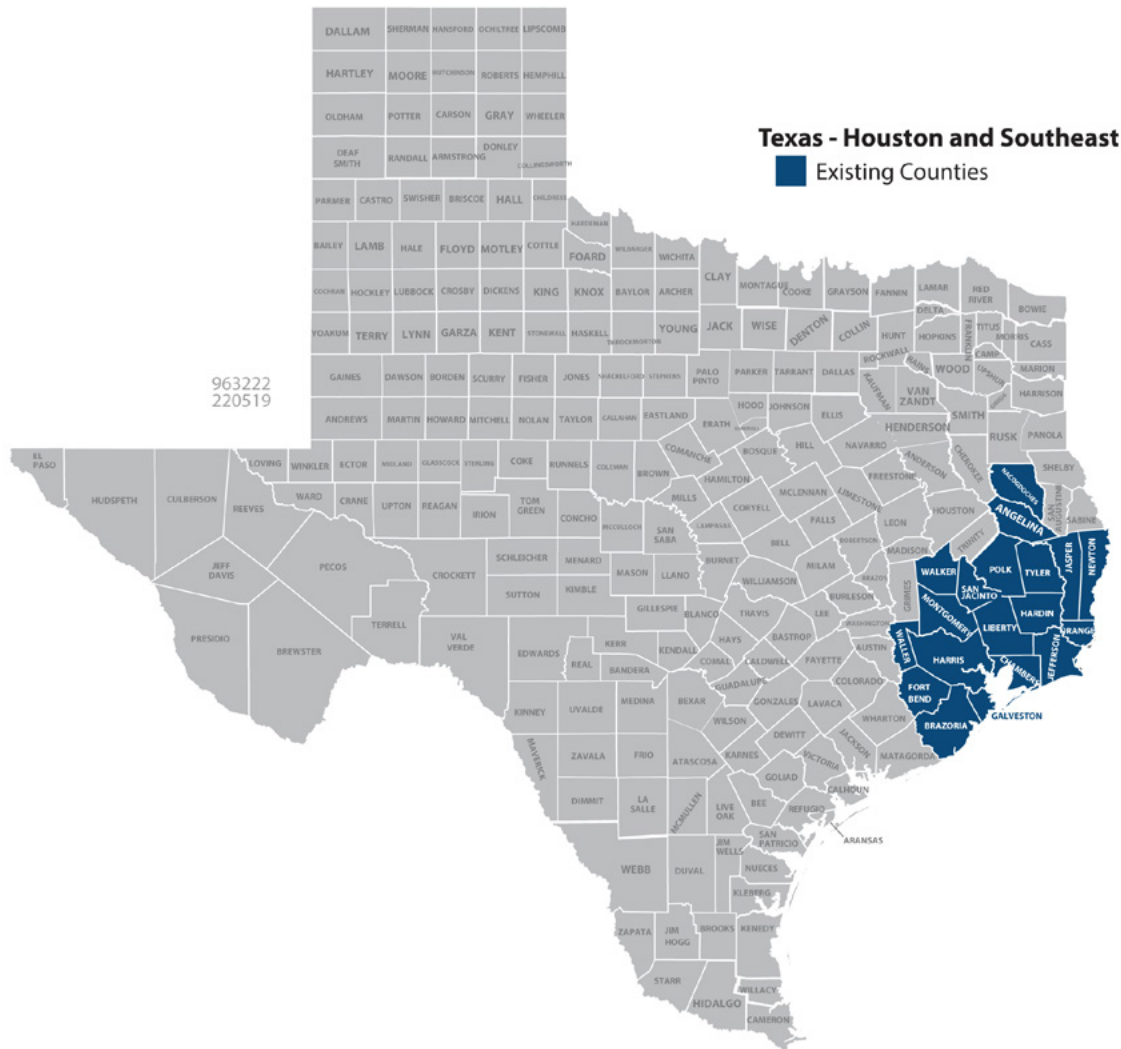 DALLAM
SHERMAN
HANSFORD
OCHILTREE
LIPSCOMB
HARTLEY
MOORE
HUTCHINSON
ROBERTS
HEMPHILL
OLDHAM
POTTER
CARSON
GRAY
WHEELER
Texas - Houston and Southeast
Existing Counties
DEAF
SMITH
RANDALL
ARMSTRONG
DONLEY
COLLINGSWORTH
PARMER
CASTRO
SWISHER
BRISCOE
HALL
CHILDRESS
HARDEMAN
BAILEY
LAMB
HALE
FLOYD
MOTLEY
COTTLE
FOARD
WILBARGER
WICHITA
COCHRAN
HOCKLEY
LUBBOCK
CROSBY
DICKENS
KING
KNOX
BAYLOR
ARCHER
CLAY
MONTAGUE
COOKE
GRAYSON
FANNIN
LAMAR
RED
RIVER
BOWIE
DELTA
YOAKUM
TERRY
LYNN
GARZA
KENT
STONEWALL
HASKELL
THROCKMORTON
YOUNG
JACK
WISE
DENTON
COLLIN
HUNT
HOPKINS
FRANKLIN
TITUS
MORRIS
CASS
CAMP
ROCKWALL
RAINS
WOOD
UPSHUR
MARION
963222
220519
GAINES
DAWSON
BORDEN
SCURRY
FISHER
JONES
SHACKELFORD
STEPHENS
PALO
PINTO
PARKER
TARRANT
DALLAS
KAUFMAN
VAN
ZANDT
GREGG
HARRISON
ANDREWS
MARTIN
HOWARD
MITCHELL
NOLAN
TAYLOR
CALLAHAN
EASTLAND
ERATH
HOOD
SOMERVELL
JOHNSON
ELLIS
HENDERSON
SMITH
RUSK
PANOLA
EL
PASO
HUDSPETH
CULBERSON
REEVES
LOVING
WINKLER
ECTOR
MIDLAND
GLASSCOCK
STERLING
COKE
RUNNELS
COLEMAN
BROWN
COMANCHE
HAMILTON
BOSQUE
HILL
NAVARRO
FREESTONE
ANDERSON
CHEROKEE
SHELBY
NACOGDOCHES
SAN
AUGUSTINE
SABINE
ANGELINA
WARD
CRANE
UPTON
REAGAN
IRION
TOM
GREEN
CONCHO
MCCULLOCH
SAN
SABA
MILLS
LAMPASAS
CORYELL
MCLENNAN
LIMESTONE
FALLS
LEON
HOUSTON
TRINITY
JEFF
DAVIS
PECOS
CROCKETT
SCHLEICHER
MENARD
MASON
LLANO
BURNET
BELL
MILAM
ROBERTSON
MADISON
WALKER
SAN
JACINTO
POLK
TYLER
JASPER
NEWTON
PRESIDIO
BREWSTER
TERRELL
VAL
VERDE
SUTTON
KIMBLE
GILLESPIE
BLANCO
WILLIAMSON
TRAVIS
LEE
BURLESON
BRAZOS
GRIMES
WASHINGTON
MONTGOMERY
LIBERTY
HARDIN
ORANGE
EDWARDS
REAL
KERR
BANDERA
KENDALL
COMAL
HAYS
CALDWELL
BASTROP
FAYETTE
AUSTIN
WALLER
HARRIS
CHAMBERS
JEFFERSON
KINNEY
UVALDE
MEDINA
BEXAR
GUADALUPE
GONZALES
LAVACA
COLORADO
FORT
BEND
BRAZORIA
GALVESTON
MAVERICK
ZAVALA
FRIO
ATASCOSA
WILSON
KARNES
DEWITT
VICTORIA
JACKSON
WHARTON
MATAGORDA
DIMMIT
LA
SALLE
MCMULLEN
LIVE
OAK
BEE
GOLIAD
REFUGIO
CALHOUN
ARANSAS
SAN
PATRICIO
WEBB
DUVAL
JIM
WELLS
NUECES
KLEBERG
ZAPATA
JIM
HOGG
BROOKS
KENEDY
STARR
HIDALGO
WILLACY
CAMERON